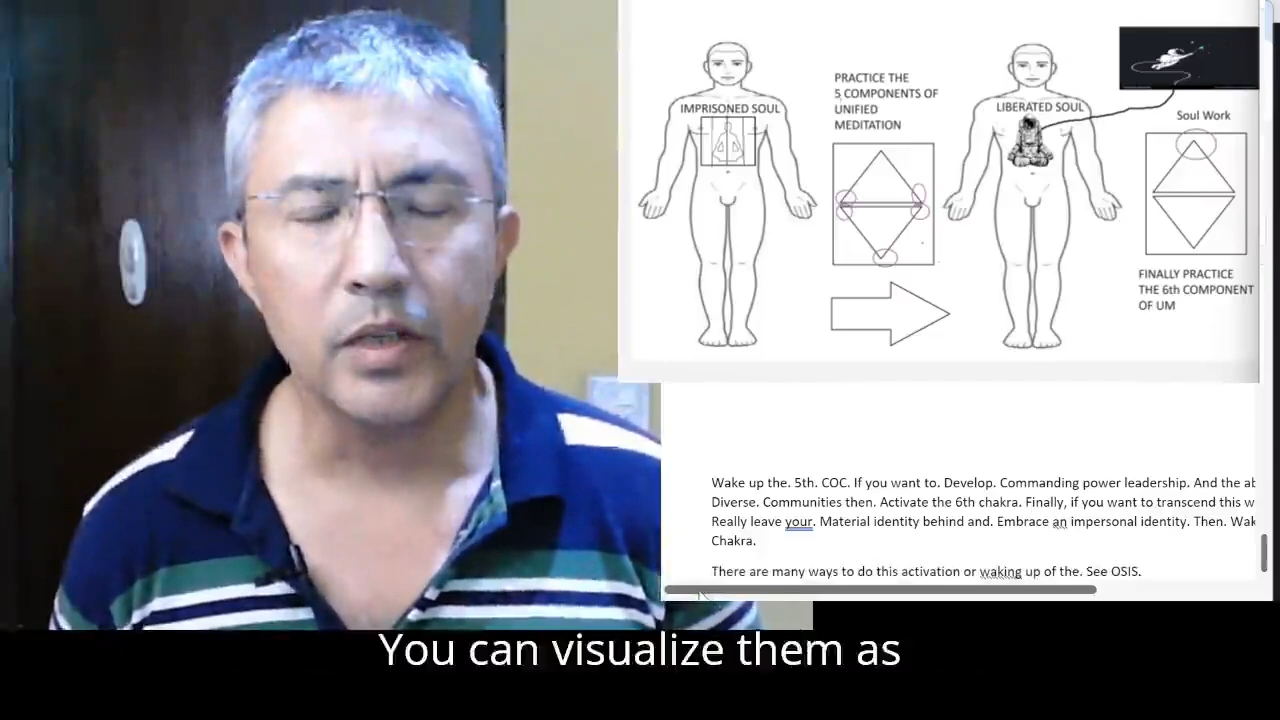 IMPRISONED SOUL
PRACTICE THE
5 COMPONENTS OF
UNIFIED
MEDITATION
LIBERATED SOUL
Soul Work
FINALLY PRACTICE
THE 6th COMPONENT
OF UM
Wake up the. 5th. COC. If you want to. Develop. Commanding power leadership. And the ab
Diverse. Communities then. Activate the 6th chakra. Finally, if you want to transcend this w
Really leave your. Material identity behind and. Embrace an impersonal identity. Then. Wak
Chakra.
There are many ways to do this activation or waking up of the. See OSIS.
You can visualize them as